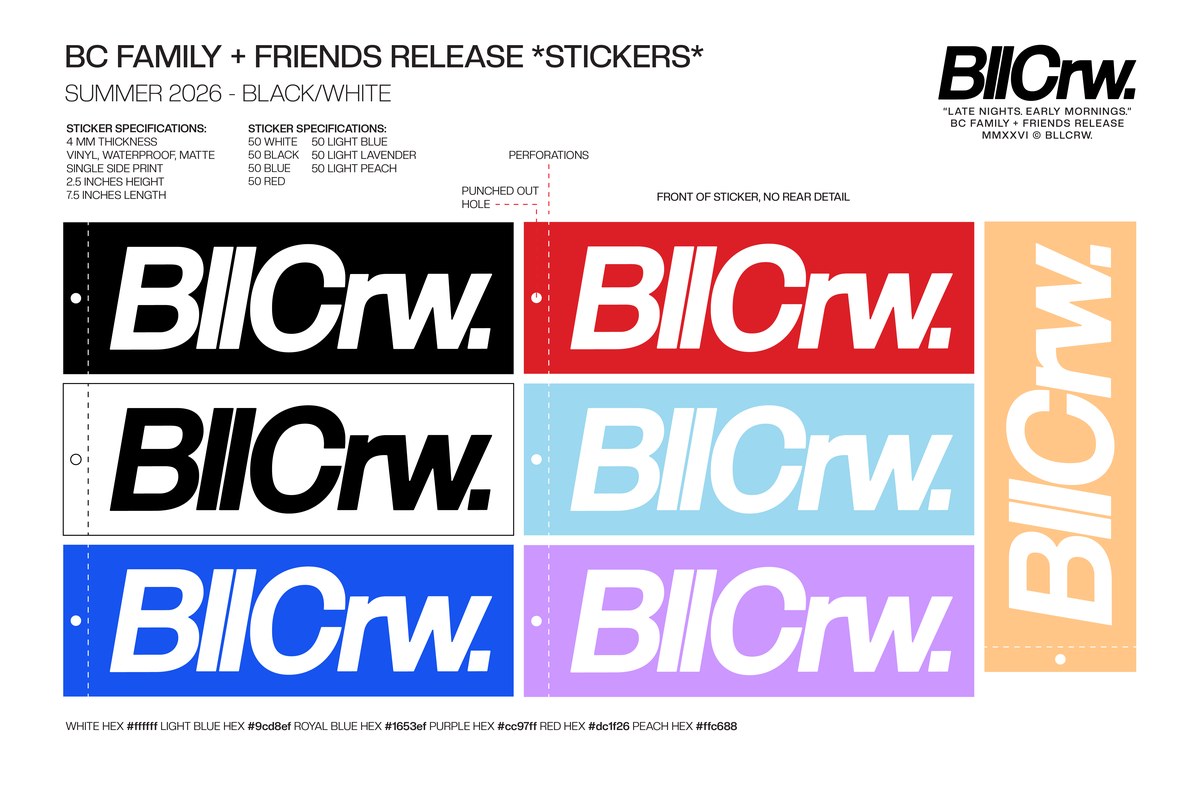 BC FAMILY + FRIENDS RELEASE *STICKERS*
SUMMER 2026 - BLACK/WHITE
BllCrw.
"LATE NIGHTS. EARLY MORNINGS."
BC FAMILY + FRIENDS RELEASE
MMXXVI © BLLCRW.
STICKER SPECIFICATIONS:
4 MM THICKNESS
VINYL, WATERPROOF, MATTE
SINGLE SIDE PRINT
2.5 INCHES HEIGHT
7.5 INCHES LENGTH
STICKER SPECIFICATIONS:
50 WHITE 50 LIGHT BLUE
50 BLACK 50 LIGHT LAVENDER
50 BLUE 50 LIGHT PEACH
50 RED
PERFORATIONS
PUNCHED OUT
HOLE
FRONT OF STICKER, NO REAR DETAIL
BllCrw.
BllCrw.
BllCrw.
BllCrw.
BllCrw.
BllCrw.
BllCrw.
WHITE HEX #ffffff LIGHT BLUE HEX #9cd8ef ROYAL BLUE HEX #1653ef PURPLE HEX #cc97ff RED HEX #dc1f26 PEACH HEX #ffc688